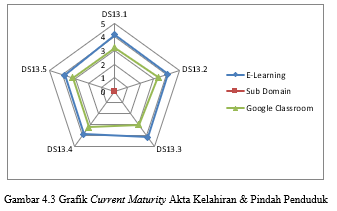 DS13.1
5
4
3
2
1
0
DS13.2
DS13.3
DS13.4
DS13.5
E-Learning
Sub Domain
Google Classroom
Gambar 4.3 Grafik Current Maturity Akta Kelahiran & Pindah Penduduk